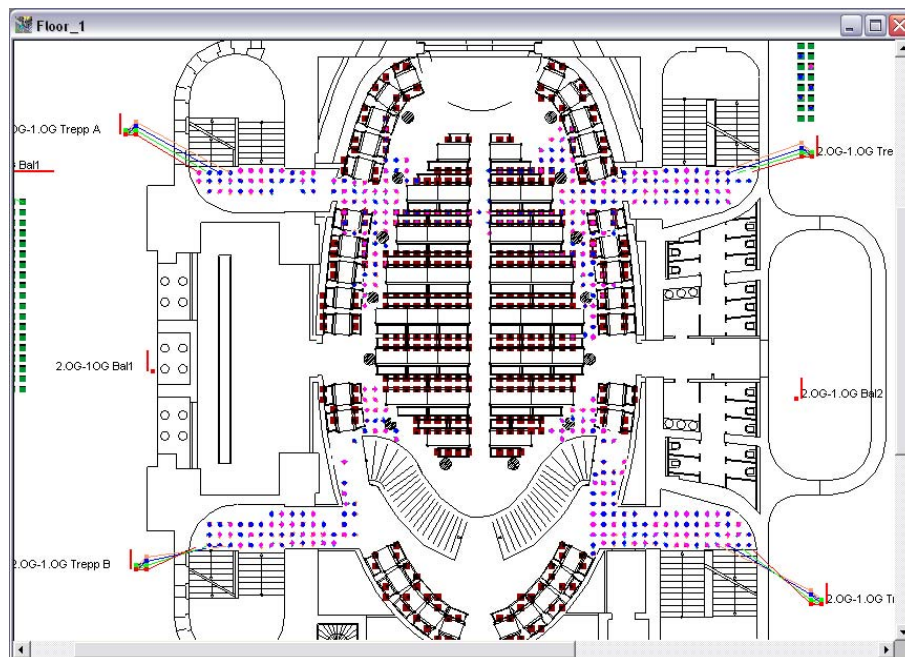 Floor_1
OG-1.OG Trepp A
2.OG-1.OG Tre
Bal1
2.OG-1OG Bal1
2.OG-1.OG Bal2
2.OG-1.OG Trepp B
2.OG-1.OG Tr